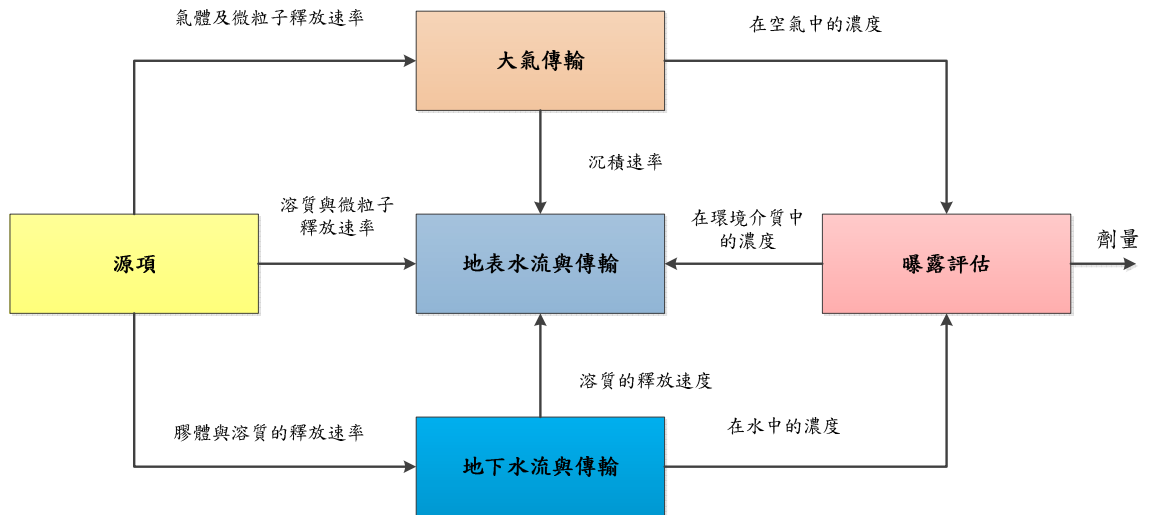 氣體及微粒子釋放速率
在空氣中的濃度
大氣傳輸
沉積速率
溶質與微粒子
釋放速率
在環境介質中
的濃度
劑量
源項
地表水流與傳輸
曝露評估
溶質的釋放速度
膠體與溶質的釋放速率
在水中的濃度
地下水流與傳輸